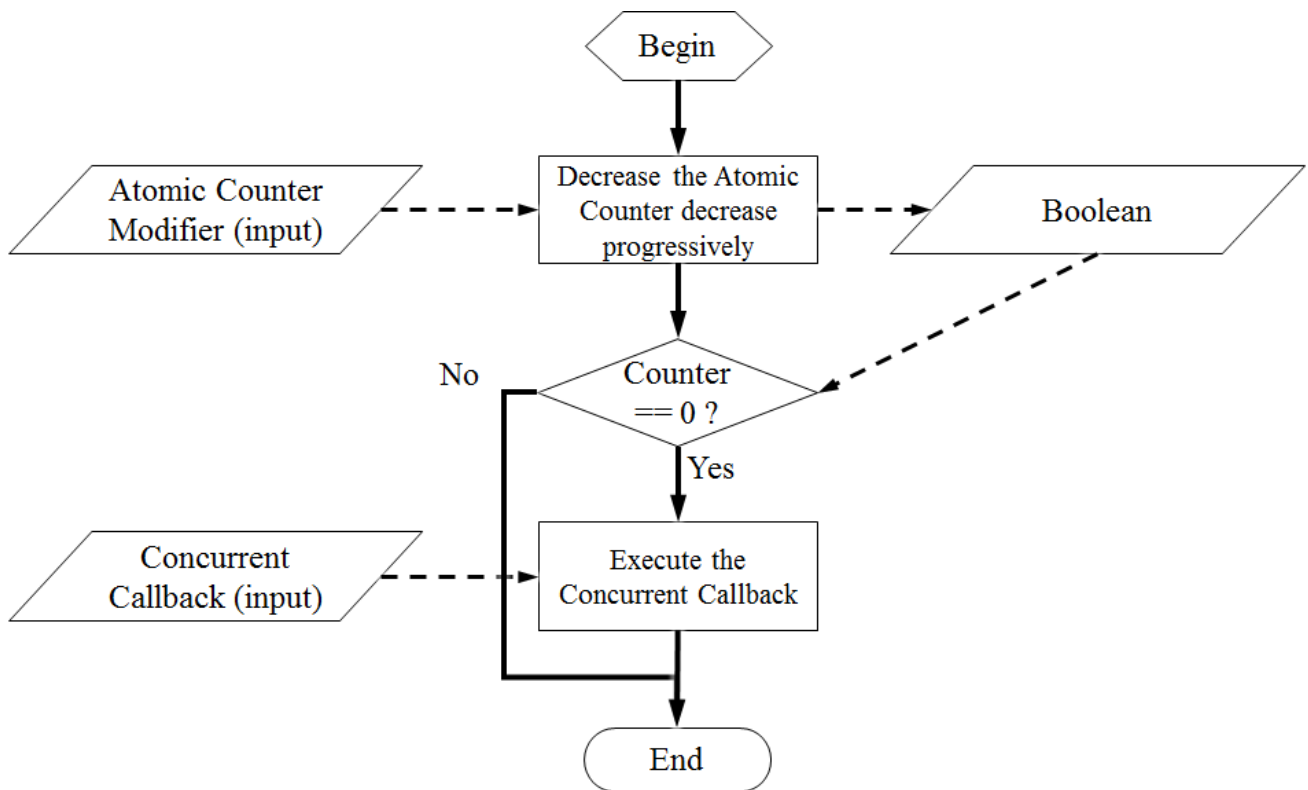 Begin
Atomic Counter
Modifier (input)
Decrease the Atomic
Counter decrease
progressively
Boolean
No
Counter
== 0 ?
Yes
Concurrent
Callback (input)
Execute the
Concurrent Callback
End